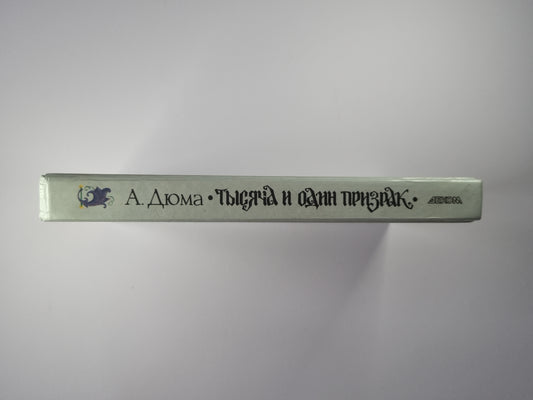 А. Дюма • Тысяча и один призрак •